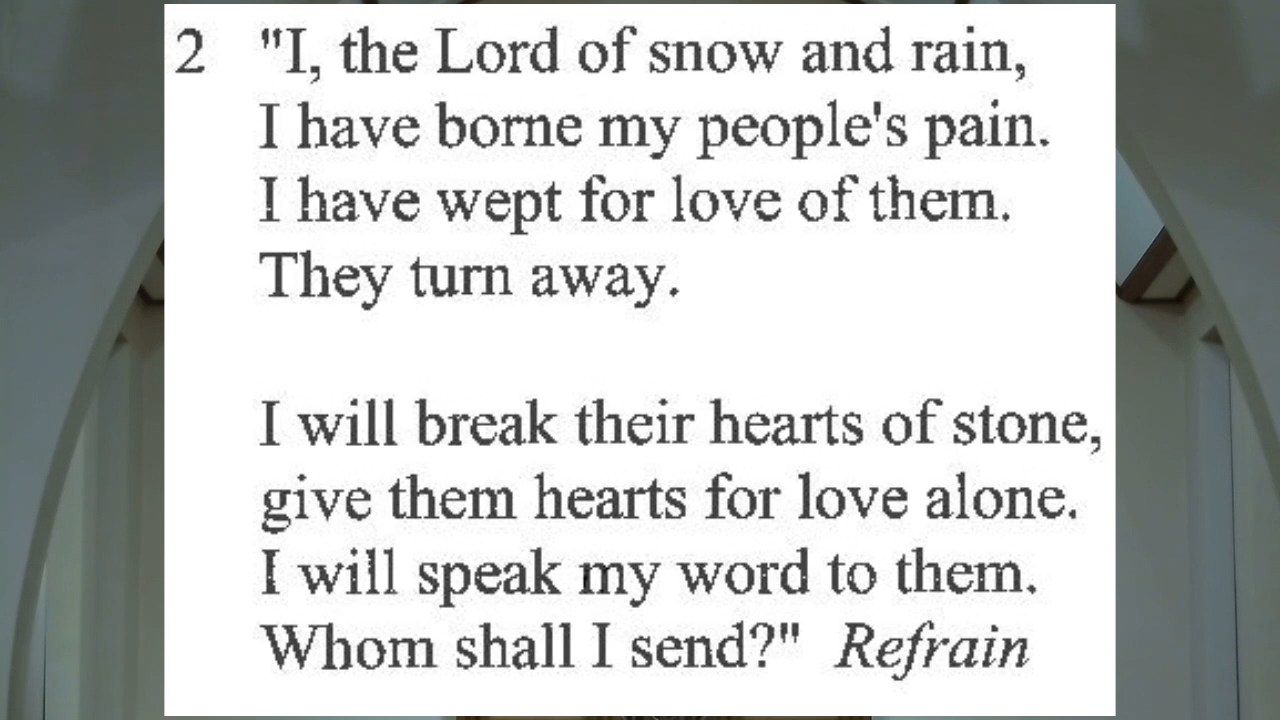 2 "I, the Lord of snow and rain,
I have borne my people's pain.
I have wept for love of them.
They turn away.
I will break their hearts of stone,
give them hearts for love alone.
I will speak my word to them.
Whom shall I send?" Refrain